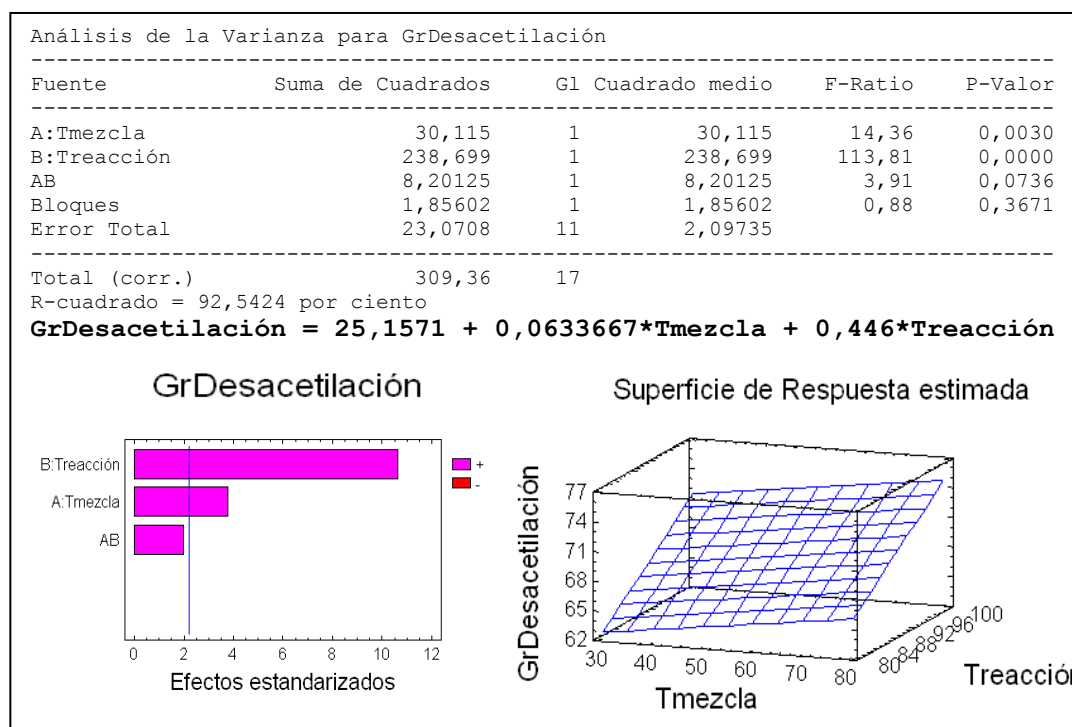 Análisis de la Varianza para GrDesacetilación
--------------------------------------------------------------------------------
Fuente Suma de Cuadrados Gl Cuadrado medio F-Ratio P-Valor
--------------------------------------------------------------------------------
A:Tmezcla 30,115 1 30,115 14,36 0,0030
B:Treacción 238,699 1 238,699 113,81 0,0000
AB 8,20125 1 8,20125 3,91 0,0736
Bloques 1,85602 1 1,85602 0,88 0,3671
Error Total 23,0708 11 2,09735
--------------------------------------------------------------------------------
Total (corr.) 309,36 17
R-cuadrado = 92,5424 por ciento
GrDesacetilación = 25,1571 + 0,0633667*Tmezcla + 0,446*Treacción
GrDesacetilación
B:Treacción
A:Tmezcla
AB
+
-
0 2 4 6 8 10 12
Efectos estandarizados
Superficie de Respuesta estimada
GrDesacetilación
77
74
71
68
65
62
30 40 50 60 70 80
Tmezcla
80 84 88 92 96 100
Treacción